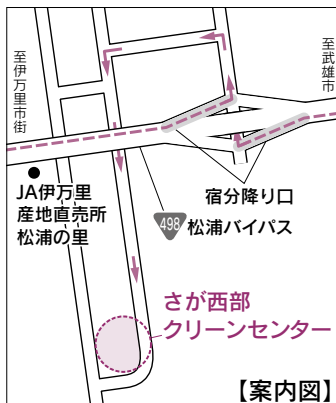 至伊万里市街
至武雄市
JA伊万里
産地直売所
松浦の里
宿分降り口
498 松浦バイパス
さが西部
クリーンセンター
【案内図】